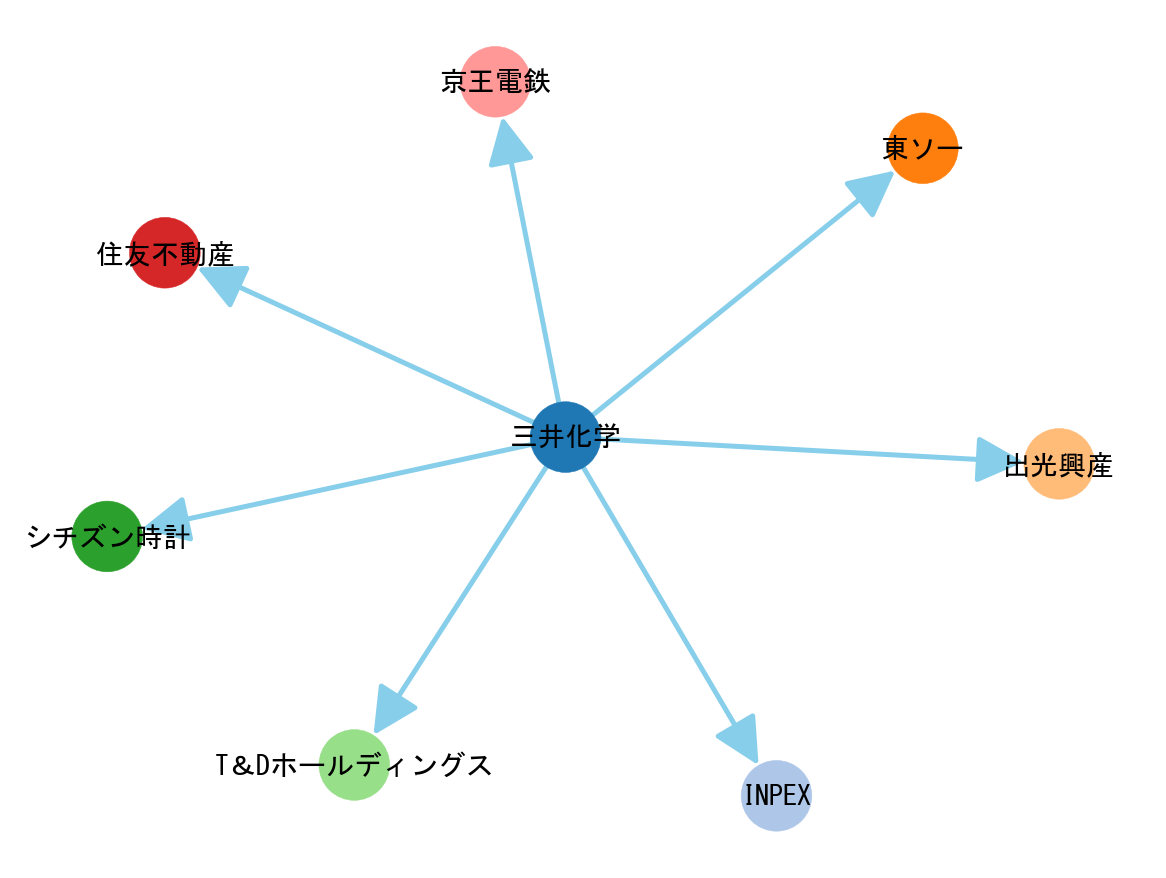 京王電鉄
東ソー
住友不動産
三井化学
出光興産
シチズン時計
T&Dホールディングス
INPEX